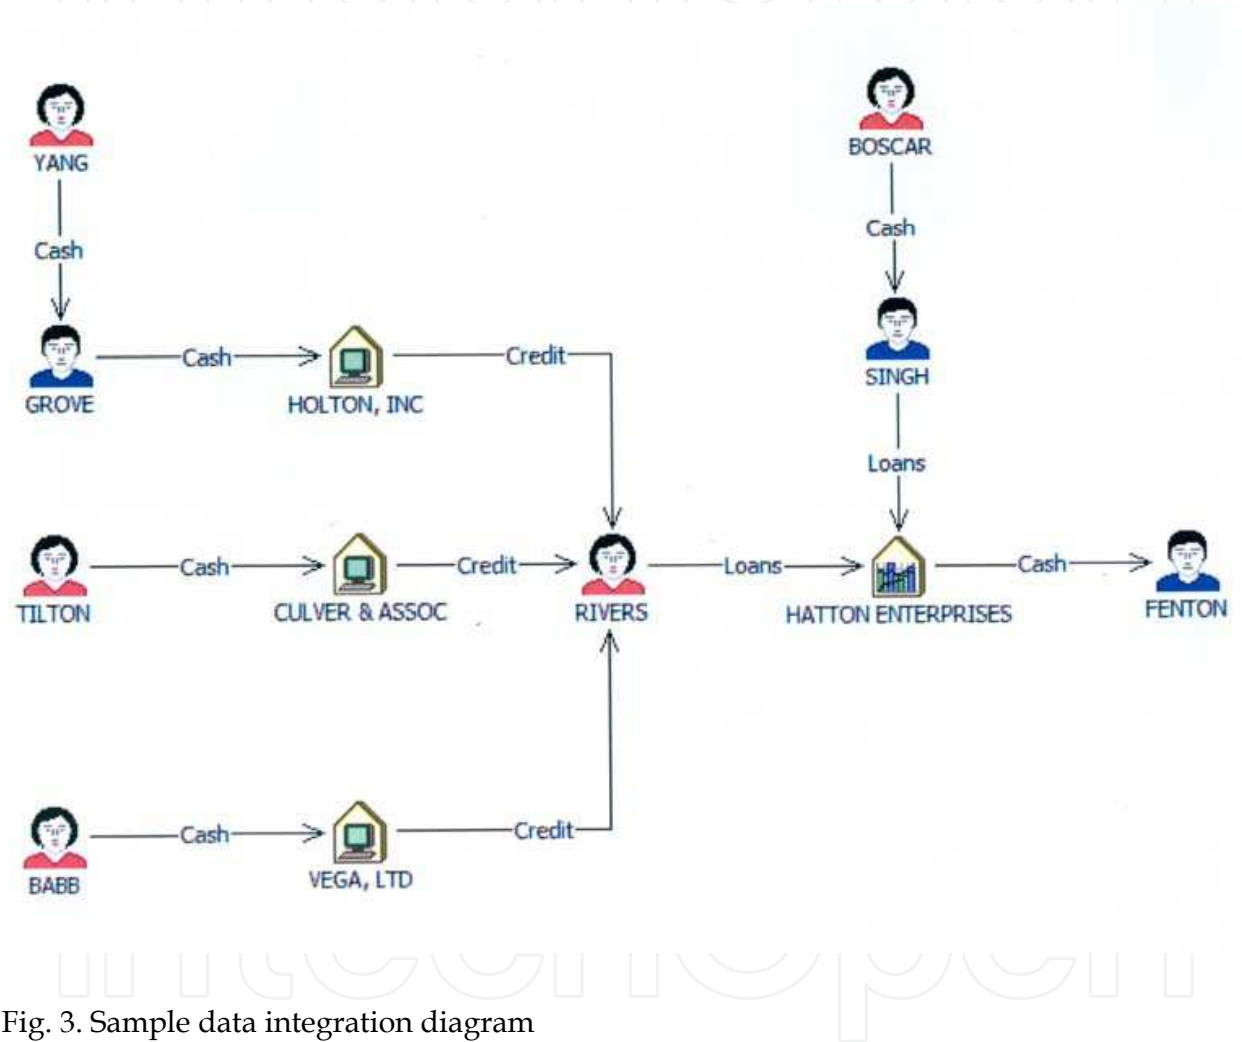 YANG
BOSCAR
Cash
Cash
GROVE
Cash
HOLTON, INC
Credit
SINGH
Loans
TILTON
Cash
CULVER & ASSOC
Credit
RIVERS
Loans
HATTON ENTERPRISES
Cash
FENTON
BABB
Cash
VEGA, LTD
Credit
intechopen
Fig. 3. Sample data integration diagram